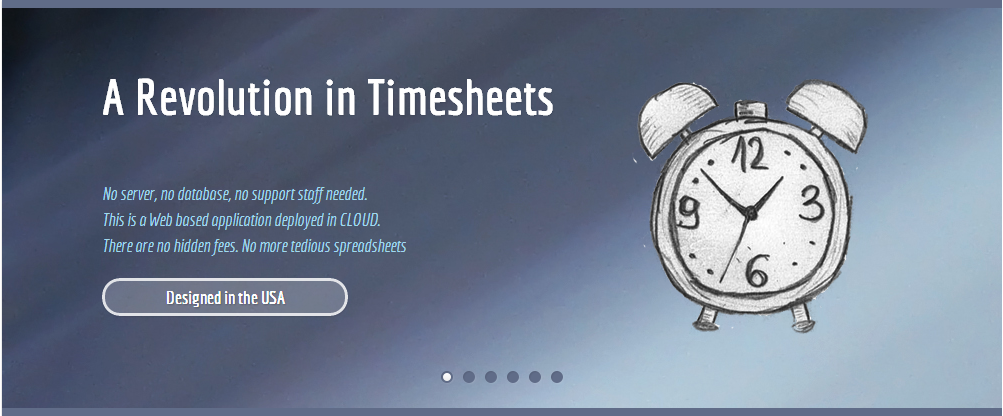 A Revolution in Timesheets
No server, no database, no support staff needed.
This is a Web based application deployed in CLOUD.
There are no hidden fees. No more tedious spreadsheets
Designed in the USA
12
9
3
6